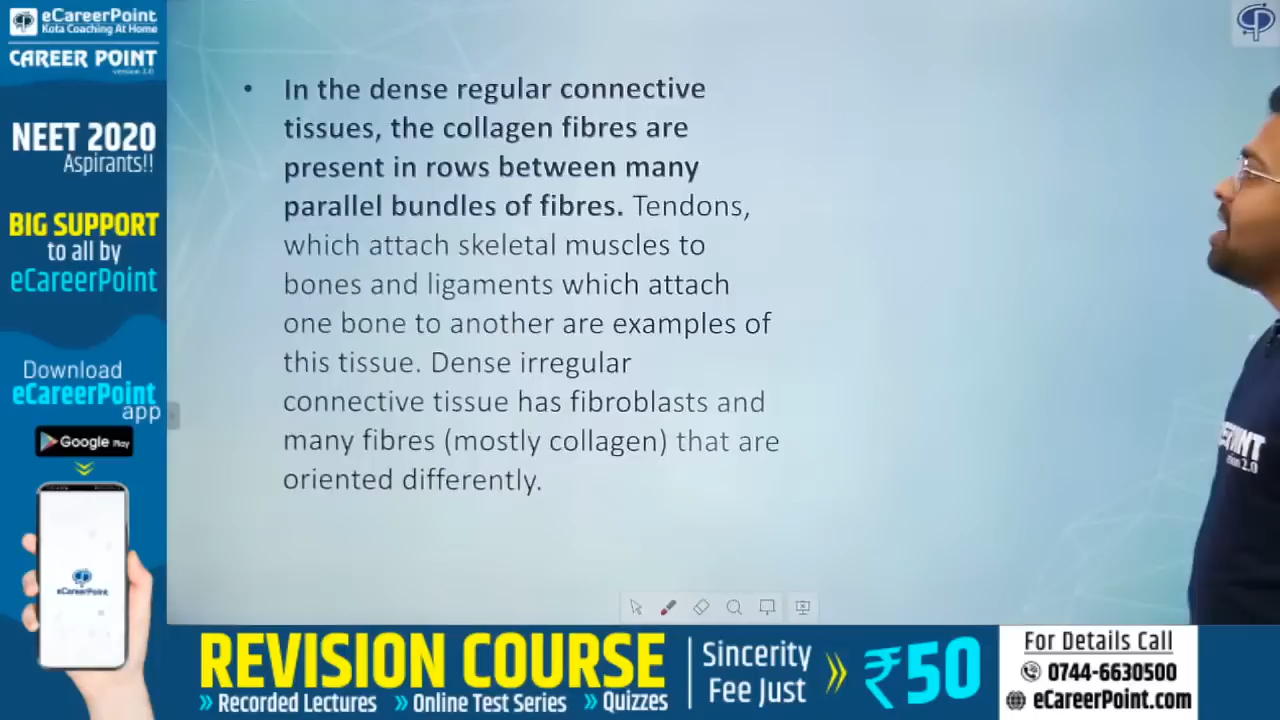 eCareerPoint
Kota Coaching At Home
CAREER POINT
version 2.0
NEET 2020
Aspirants!!
BIG SUPPORT
to all by
eCareerPoint
Download
eCareerPoint
app
Google Play
eCareerPoint
• In the dense regular connective
tissues, the collagen fibres are
present in rows between many
parallel bundles of fibres. Tendons,
which attach skeletal muscles to
bones and ligaments which attach
one bone to another are examples of
this tissue. Dense irregular
connective tissue has fibroblasts and
many fibres (mostly collagen) that are
oriented differently.
REVISION COURSE
» Recorded Lectures » Online Test Series » Quizzes
Sincerity
Fee Just
» ₹50
For Details Call
0744-6630500
eCareerPoint.com